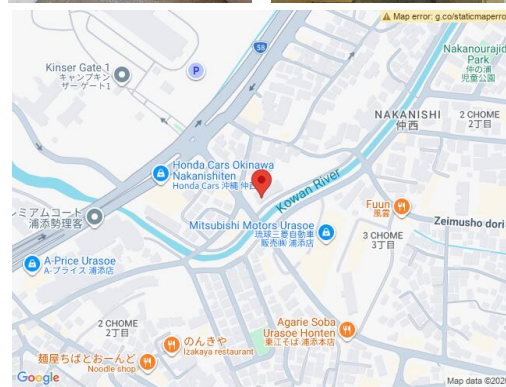 Map error: g.co/staticmaperro
Kinser Gate 1
キャンプキン
ザー ゲート1
58
P
Nakanourajid
Park
仲の浦
児童公園
NAKANISHI
仲西
2 CHOME
2丁目
Honda Cars Okinawa
Nakanishiten
Honda Cars 沖縄 仲西
Kowan River
レミアムコート
浦添勢理客
Mitsubishi Motors Urasoe
琉球三菱自動車
販売㈱ 浦添店
Fuun
風雲
Zeimusho dori
3 CHOME
3丁目
A-Price Urasoe
A-プライス 浦添店
2 CHOME
2丁目
のんきや
Izakaya restaurant
Agarie Soba
Urasoe Honten
東江そば 浦添本店
麺屋ちばとおーんど
Noodle shop
Google
Map data ©202